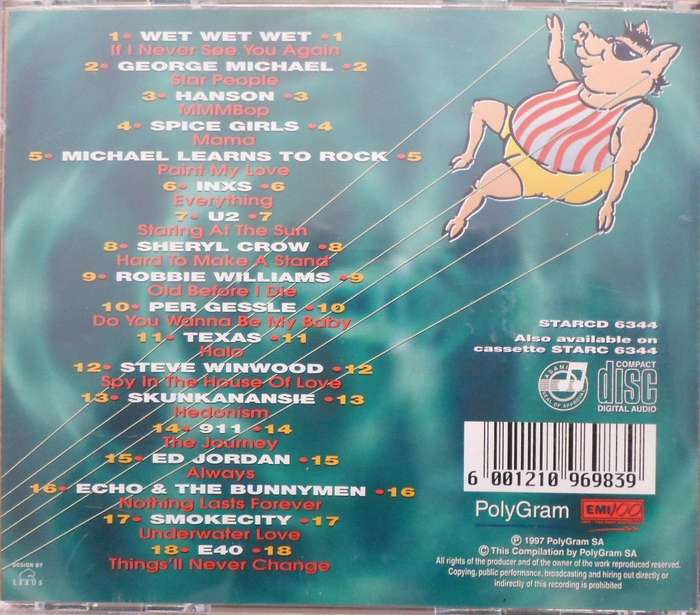 1• WET WET WET •1
If I Never See You Again
2• GEORGE MICHAEL •2
Star People
3• HANSON •3
MMMBop
4• SPICE GIRLS •4
Mama
5• MICHAEL LEARNS TO ROCK •5
Paint My Love
6• INXS •6
Everything
7• U2 •7
Staring At The Sun
8• SHERYL CROW •8
Hard To Make A Stand
9• ROBBIE WILLIAMS •9
Old Before I Die
10• PER GESSLE •10
Do You Wanna Be My Baby
11• TEXAS •11
Halo
12• STEVE WINWOOD •12
Spy In The House Of Love
13• SKUNKANANSIE •13
Hedonism
14• 911 •14
The Journey
15• ED JORDAN •15
Always
16• ECHO & THE BUNNYMEN •16
Nothing Lasts Forever
17• SMOKECITY •17
Underwater Love
18• E40 •18
Things'll Never Change
DESIGN BY
LEXUS
STARCD 6344
Also available on
cassette STARC 6344
ASAMI
SEAL OF APPROVAL
COMPACT
disc
DIGITAL AUDIO
6 001210 969839
PolyGram
EMI 100
℗ 1997 PolyGram SA
© This Compilation by PolyGram SA
All rights of the producer and of the owner of the work reproduced reserved.
Copying, public performance, broadcasting and hiring out directly or
indirectly of this recording is prohibited